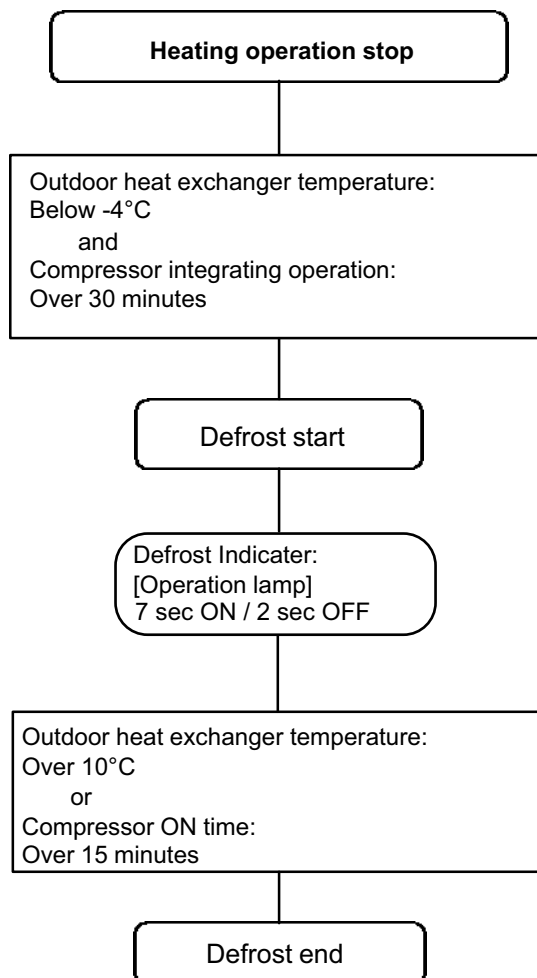 Heating operation stop
Outdoor heat exchanger temperature:
Below -4°C
and
Compressor integrating operation:
Over 30 minutes
Defrost start
Defrost Indicater:
[Operation lamp]
7 sec ON / 2 sec OFF
Outdoor heat exchanger temperature:
Over 10°C
or
Compressor ON time:
Over 15 minutes
Defrost end